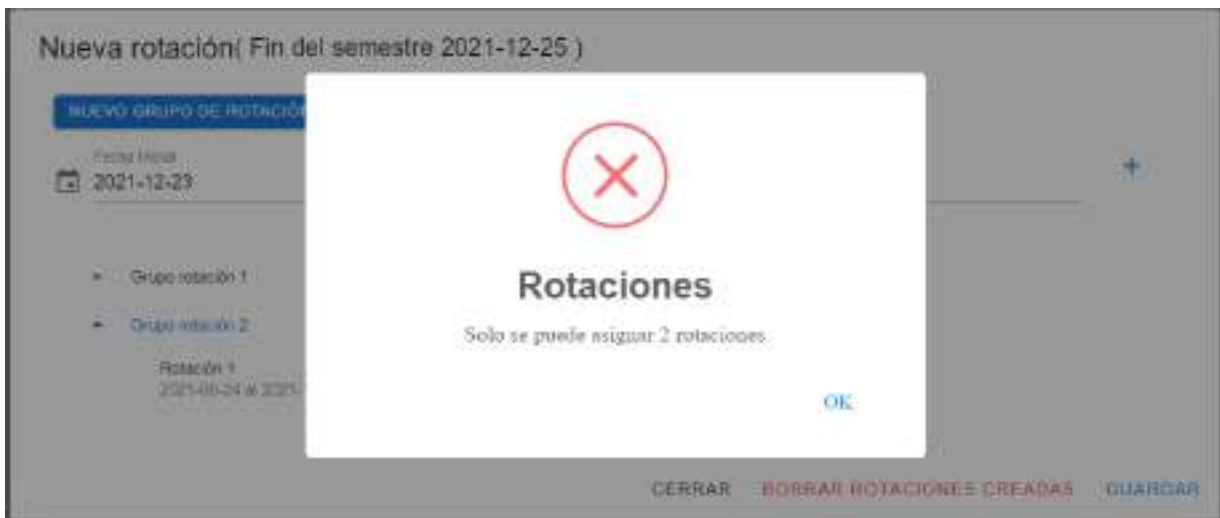 Nueva rotación( Fin del semestre 2021-12-25 )
NUEVO GRUPO DE ROTACIÓN
Fecha Inicial
2021-12-23
+
Grupo rotación 1
Grupo rotación 2
Rotación 1
al 2021-
Rotaciones
Solo se puede asignar 2 rotaciones
OK
CERRAR BORRAR ROTACIONES CREADAS GUARDAR